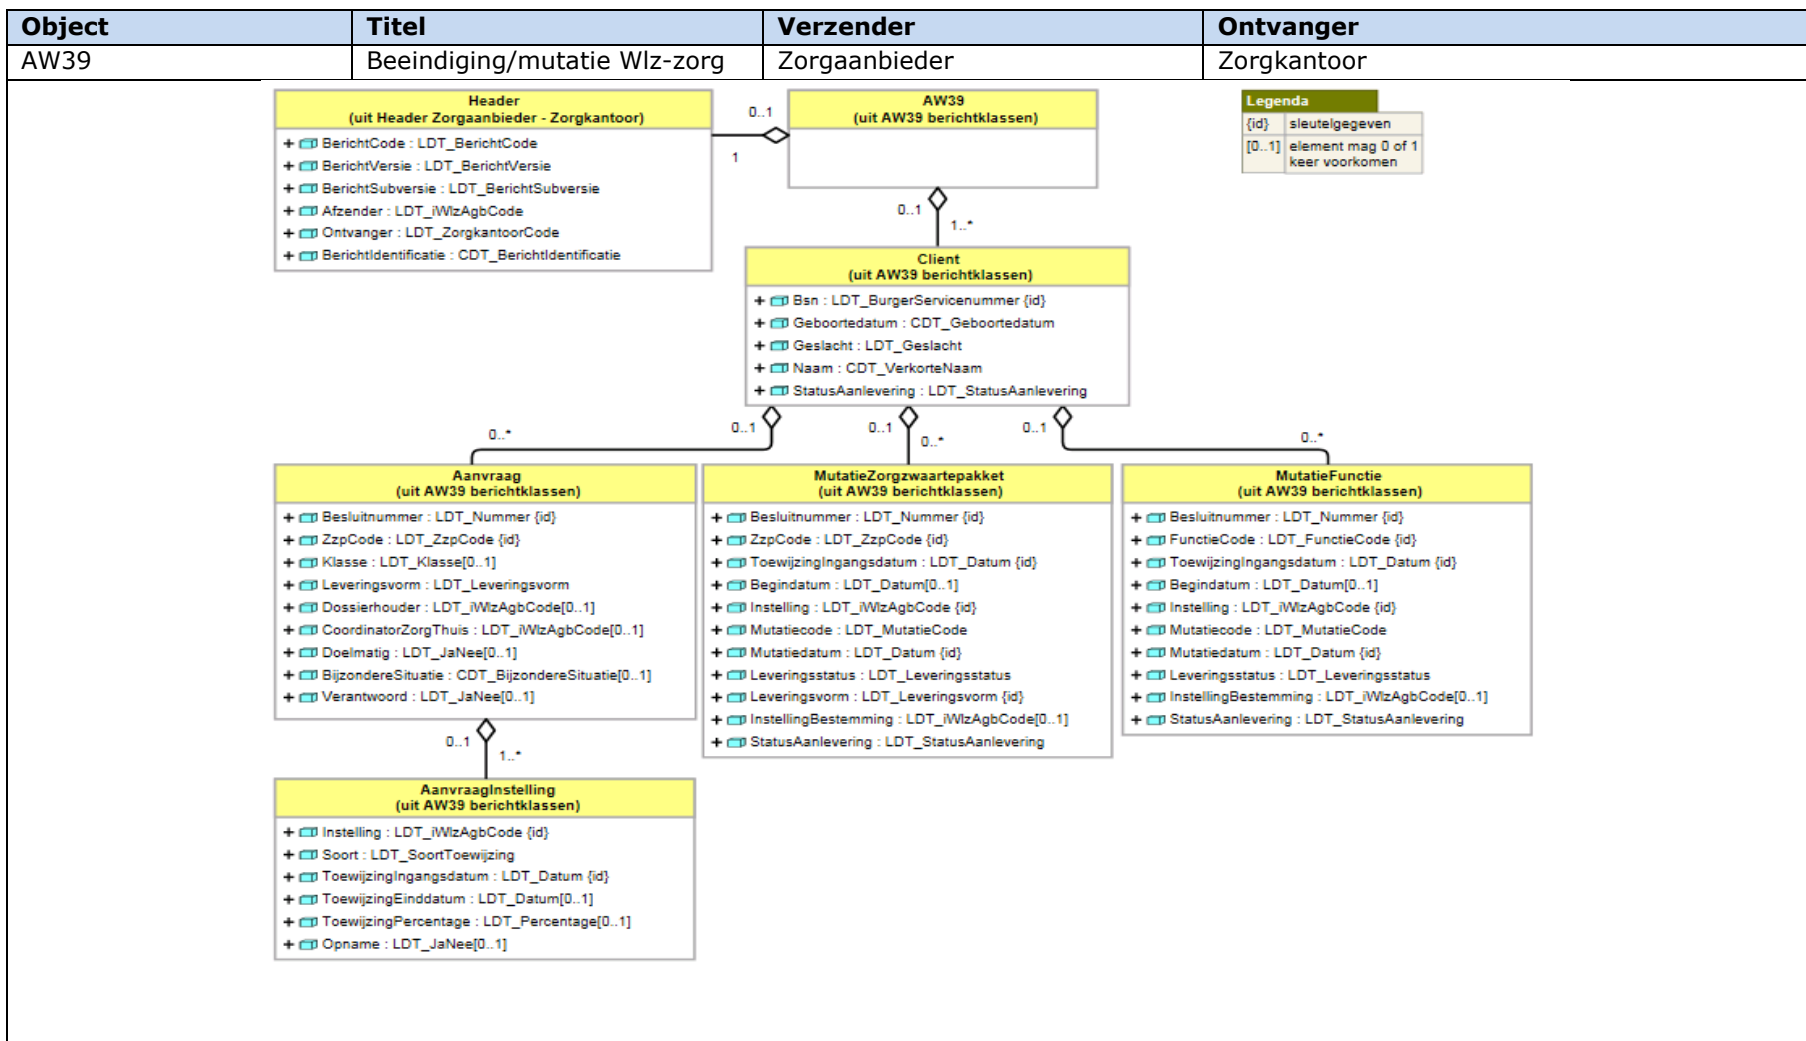 Object Titel Verzender Ontvanger
AW39 Beeindiging/mutatie Wlz-zorg Zorgaanbieder Zorgkantoor
Header
(uit Header Zorgaanbieder - Zorgkantoor)
+ BerichtCode : LDT_BerichtCode
+ BerichtVersie : LDT_BerichtVersie
+ BerichtSubversie : LDT_BerichtSubversie
+ Afzender : LDT_iWlzAgbCode
+ Ontvanger : LDT_ZorgkantoorCode
+ BerichtIdentificatie : CDT_BerichtIdentificatie
0..1
1
AW39
(uit AW39 berichtklassen)
Legenda
{id} sleutelgegeven
[0..1] element mag 0 of 1
keer voorkomen
0..1
1..*
Client
(uit AW39 berichtklassen)
+ Bsn : LDT_BurgerServicenummer {id}
+ Geboortedatum : CDT_Geboortedatum
+ Geslacht : LDT_Geslacht
+ Naam : CDT_VerkorteNaam
+ StatusAanlevering : LDT_StatusAanlevering
0..* 0..1 0..1 0..* 0..1 0..*
Aanvraag
(uit AW39 berichtklassen)
+ Besluitnummer : LDT_Nummer {id}
+ ZzpCode : LDT_ZzpCode {id}
+ Klasse : LDT_Klasse[0..1]
+ Leveringsvorm : LDT_Leveringsvorm
+ Dossierhouder : LDT_iWlzAgbCode[0..1]
+ CoordinatorZorgThuis : LDT_iWlzAgbCode[0..1]
+ Doelmatig : LDT_JaNee[0..1]
+ BijzondereSituatie : CDT_BijzondereSituatie[0..1]
+ Verantwoord : LDT_JaNee[0..1]
MutatieZorgzwaartepakket
(uit AW39 berichtklassen)
+ Besluitnummer : LDT_Nummer {id}
+ ZzpCode : LDT_ZzpCode {id}
+ ToewijzingIngangsdatum : LDT_Datum {id}
+ Begindatum : LDT_Datum[0..1]
+ Instelling : LDT_iWlzAgbCode {id}
+ Mutatiecode : LDT_MutatieCode
+ Mutatiedatum : LDT_Datum {id}
+ Leveringsstatus : LDT_Leveringsstatus
+ Leveringsvorm : LDT_Leveringsvorm {id}
+ InstellingBestemming : LDT_iWlzAgbCode[0..1]
+ StatusAanlevering : LDT_StatusAanlevering
MutatieFunctie
(uit AW39 berichtklassen)
+ Besluitnummer : LDT_Nummer {id}
+ FunctieCode : LDT_FunctieCode {id}
+ ToewijzingIngangsdatum : LDT_Datum {id}
+ Begindatum : LDT_Datum[0..1]
+ Instelling : LDT_iWlzAgbCode {id}
+ Mutatiecode : LDT_MutatieCode
+ Mutatiedatum : LDT_Datum {id}
+ Leveringsstatus : LDT_Leveringsstatus
+ InstellingBestemming : LDT_iWlzAgbCode[0..1]
+ StatusAanlevering : LDT_StatusAanlevering
0..1
1..*
AanvraagInstelling
(uit AW39 berichtklassen)
+ Instelling : LDT_iWlzAgbCode {id}
+ Soort : LDT_SoortToewijzing
+ ToewijzingIngangsdatum : LDT_Datum {id}
+ ToewijzingEinddatum : LDT_Datum[0..1]
+ ToewijzingPercentage : LDT_Percentage[0..1]
+ Opname : LDT_JaNee[0..1]